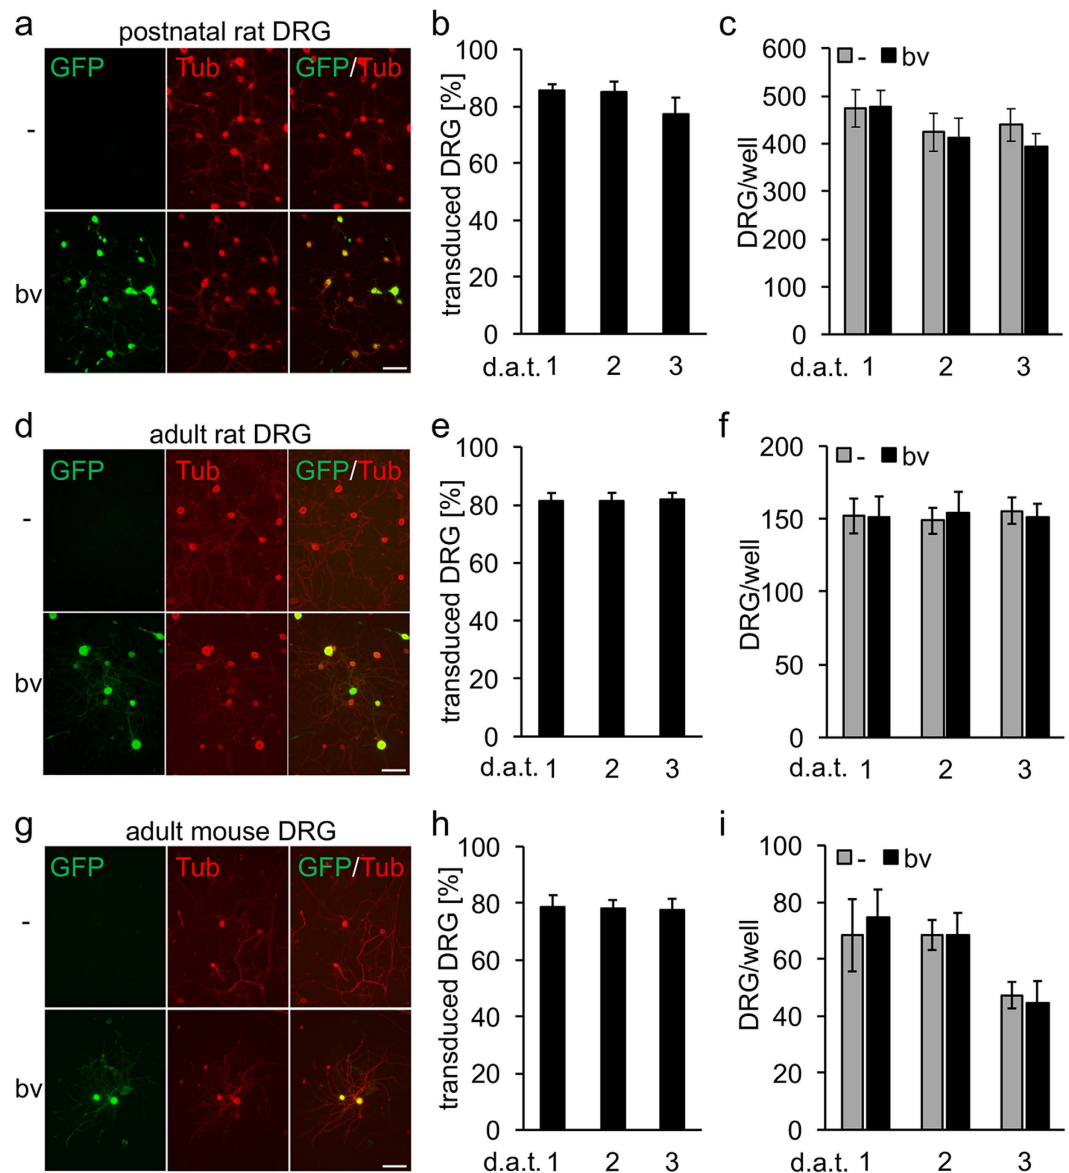 a
postnatal rat DRG
GFP Tub GFP/Tub
-
bv
b
transduced DRG [%]
100
80
60
40
20
0
d.a.t. 1 2 3
c
- bv
DRG/well
600
500
400
300
200
100
0
d.a.t. 1 2 3
d
adult rat DRG
GFP Tub GFP/Tub
-
bv
e
transduced DRG [%]
100
80
60
40
20
0
d.a.t. 1 2 3
f
- bv
DRG/well
200
150
100
50
0
d.a.t. 1 2 3
g
adult mouse DRG
GFP Tub GFP/Tub
-
bv
h
transduced DRG [%]
100
80
60
40
20
0
d.a.t. 1 2 3
i
- bv
DRG/well
100
80
60
40
20
0
d.a.t. 1 2 3